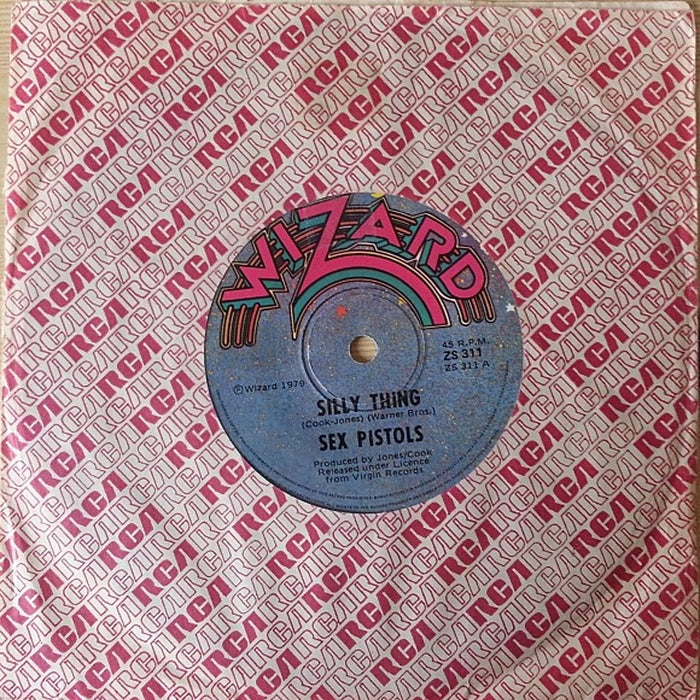 WIZARD
45 R.P.M.
ZS 311
ZS 311 A
℗ Wizard 1979
SILLY THING
(Cook-Jones) (Warner Bros.)
SEX PISTOLS
Produced by Jones/Cook
Released under Licence
from Virgin Records
RCA